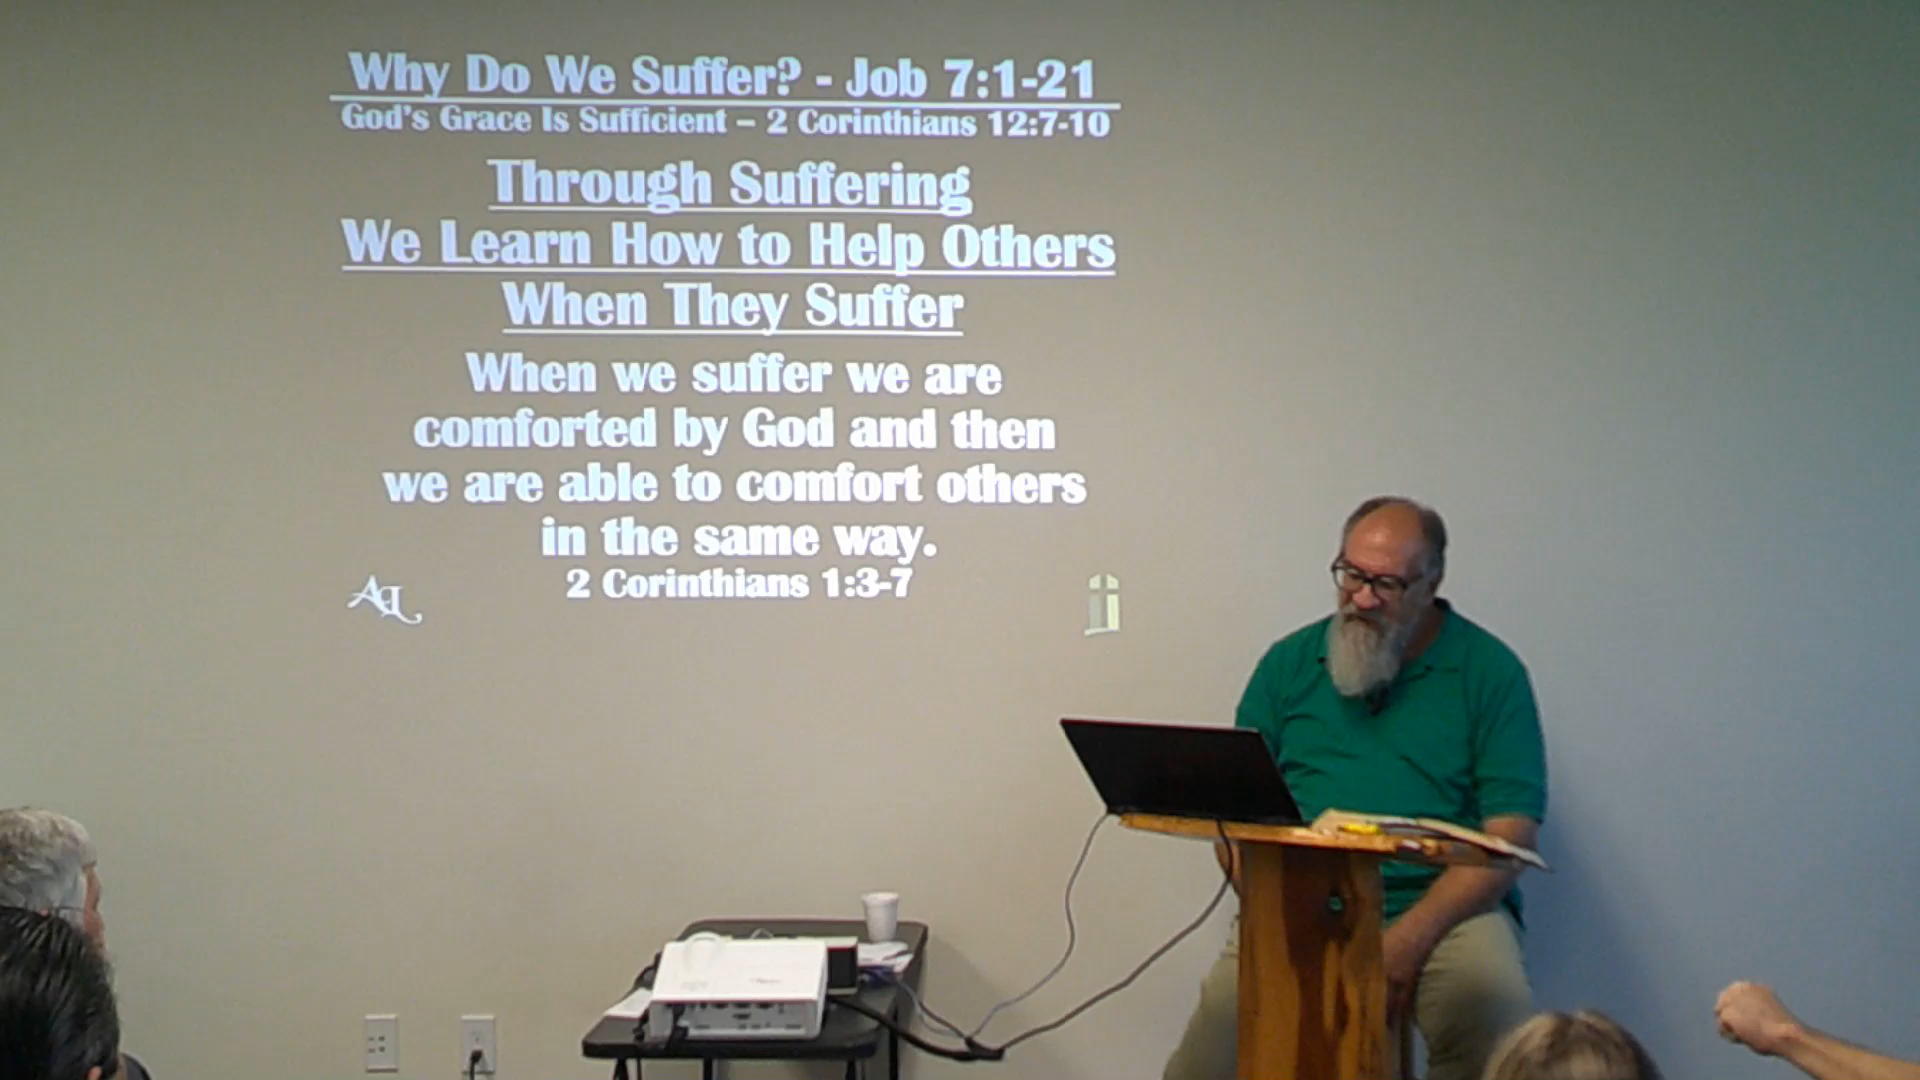 Why Do We Suffer? - Job 7:1-21
God's Grace Is Sufficient – 2 Corinthians 12:7-10
Through Suffering
We Learn How to Help Others
When They Suffer
When we suffer we are
comforted by God and then
we are able to comfort others
in the same way.
2 Corinthians 1:3-7